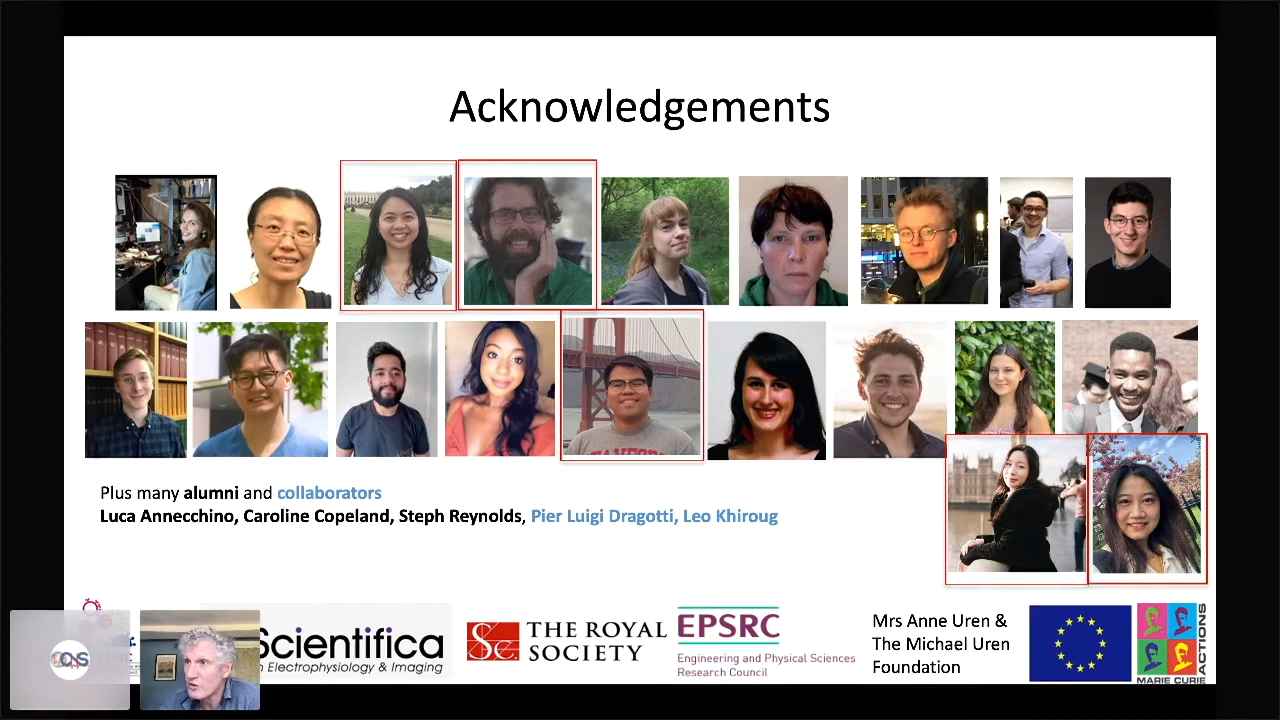 Acknowledgements
Plus many alumni and collaborators
Luca Annecchino, Caroline Copeland, Steph Reynolds, Pier Luigi Dragotti, Leo Khiroug
Scientifica
in Electrophysiology & Imaging
THE ROYAL
SOCIETY
EPSRC
Engineering and Physical Sciences
Research Council
Mrs Anne Uren &
The Michael Uren
Foundation
MARIE CURIE
ACTIONS